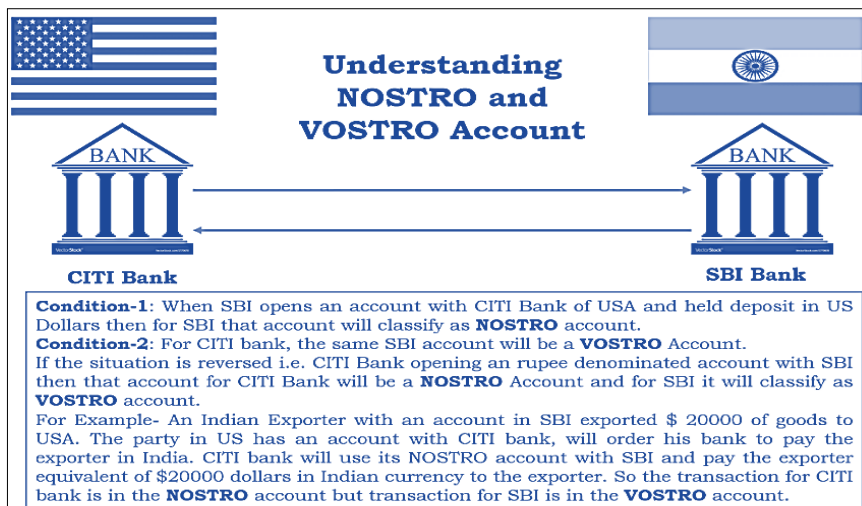 Understanding
NOSTRO and
VOSTRO Account
BANK
BANK
VectorStock®
VectorStock®
CITI Bank
SBI Bank
Condition-1: When SBI opens an account with CITI Bank of USA and held deposit in US
Dollars then for SBI that account will classify as NOSTRO account.
Condition-2: For CITI bank, the same SBI account will be a VOSTRO Account.
If the situation is reversed i.e. CITI Bank opening an rupee denominated account with SBI
then that account for CITI Bank will be a NOSTRO Account and for SBI it will classify as
VOSTRO account.
For Example- An Indian Exporter with an account in SBI exported $ 20000 of goods to
USA. The party in US has an account with CITI bank, will order his bank to pay the
exporter in India. CITI bank will use its NOSTRO account with SBI and pay the exporter
equivalent of $20000 dollars in Indian currency to the exporter. So the transaction for CITI
bank is in the NOSTRO account but transaction for SBI is in the VOSTRO account.